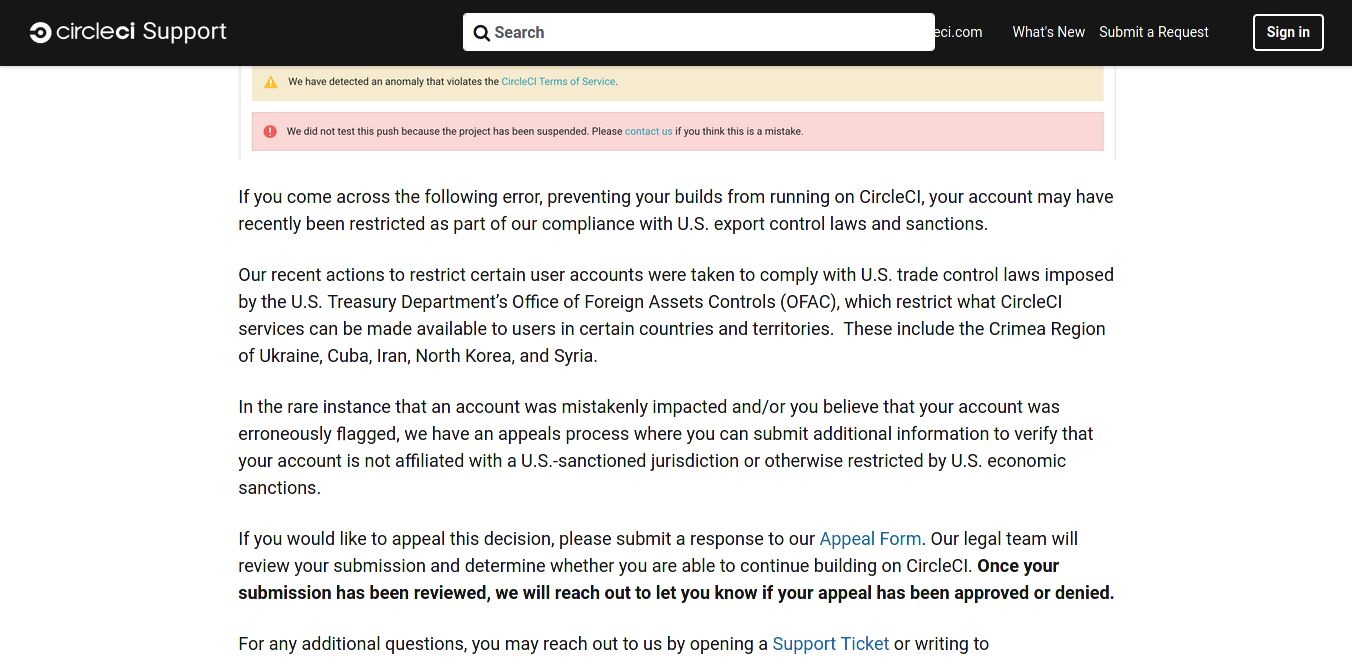 circleci Support
Search
eci.com
What's New
Submit a Request
Sign in
We have detected an anomaly that violates the CircleCI Terms of Service.
We did not test this push because the project has been suspended. Please contact us if you think this is a mistake.
If you come across the following error, preventing your builds from running on CircleCI, your account may have
recently been restricted as part of our compliance with U.S. export control laws and sanctions.
Our recent actions to restrict certain user accounts were taken to comply with U.S. trade control laws imposed
by the U.S. Treasury Department’s Office of Foreign Assets Controls (OFAC), which restrict what CircleCI
services can be made available to users in certain countries and territories.  These include the Crimea Region
of Ukraine, Cuba, Iran, North Korea, and Syria.
In the rare instance that an account was mistakenly impacted and/or you believe that your account was
erroneously flagged, we have an appeals process where you can submit additional information to verify that
your account is not affiliated with a U.S.-sanctioned jurisdiction or otherwise restricted by U.S. economic
sanctions.
If you would like to appeal this decision, please submit a response to our Appeal Form. Our legal team will
review your submission and determine whether you are able to continue building on CircleCI. Once your
submission has been reviewed, we will reach out to let you know if your appeal has been approved or denied.
For any additional questions, you may reach out to us by opening a Support Ticket or writing to